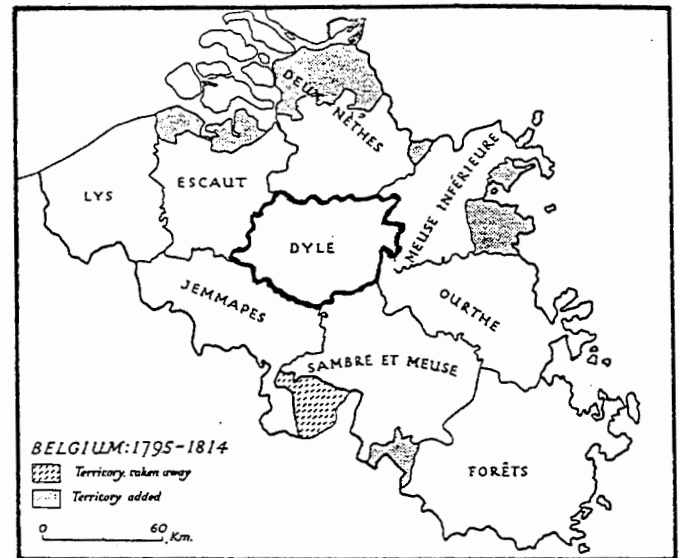 DEUX NÈTHES
MEUSE INFÉRIEURE
LYS
ESCAUT
DYLE
JEMMAPES
OURTHE
SAMBRE ET MEUSE
FORÊTS
BELGIUM: 1795-1814
Territory taken away
Territory added
0 60 Km.